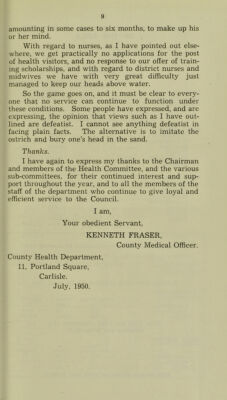 9
amounting in some cases to six months, to make up his
or her mind.
With regard to nurses, as I have pointed out else-
where, we get practically no applications for the post
of health visitors, and no response to our offer of train-
ing scholarships, and with regard to district nurses and
midwives we have with very great difficulty just
managed to keep our heads above water.
So the game goes on, and it must be clear to every-
one that no service can continue to function under
these conditions. Some people have expressed, and are
expressing, the opinion that views such as I have out-
lined are defeatist. I cannot see anything defeatist in
facing plain facts. The alternative is to imitate the
ostrich and bury one's head in the sand.
Thanks.
I have again to express my thanks to the Chairman
and members of the Health Committee, and the various
sub-committees, for their continued interest and sup-
port throughout the year, and to all the members of the
staff of the department who continue to give loyal and
efficient service to the Council.
I am,
Your obedient Servant,
KENNETH FRASER,
County Medical Officer.
County Health Department,
11, Portland Square,
Carlisle.
July, 1950.